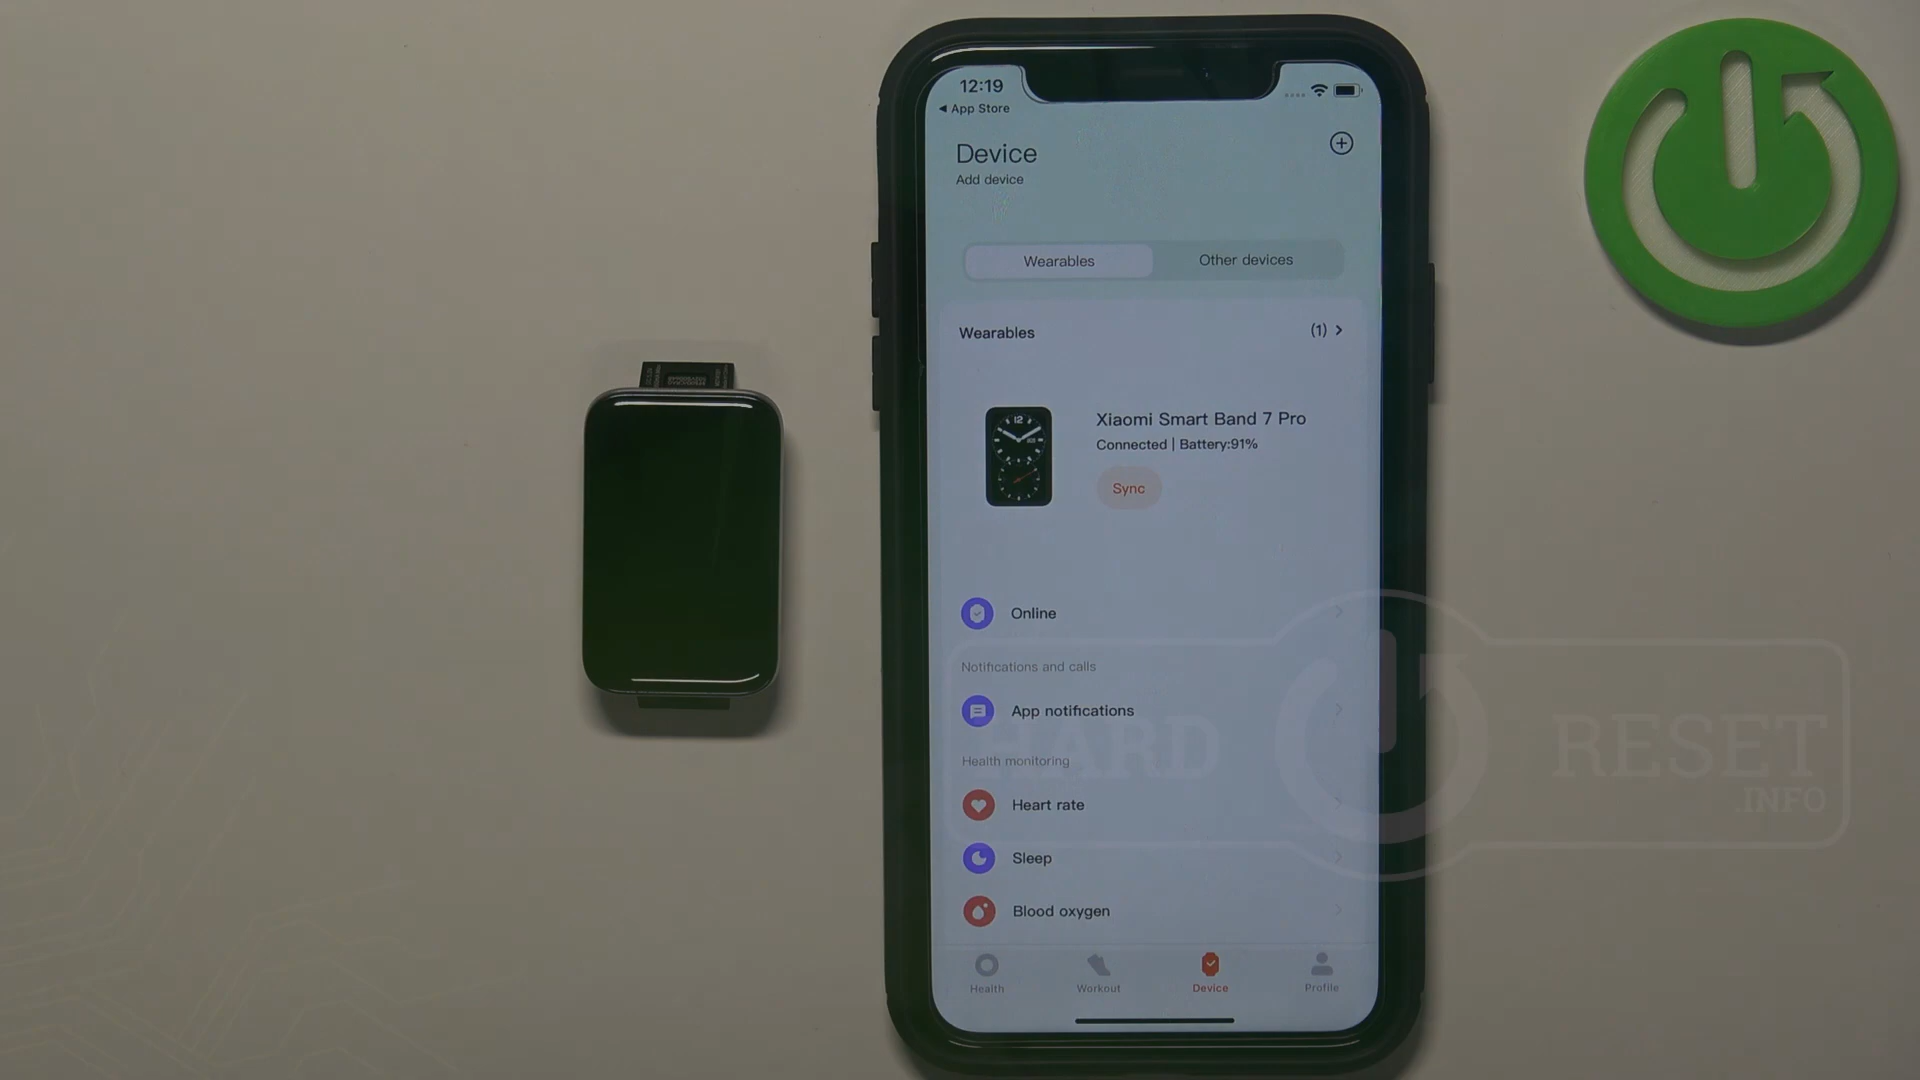 12:19
◀ App Store
Device
Add device
Wearables
Other devices
Wearables
(1) >
12
Xiaomi Smart Band 7 Pro
Connected | Battery:91%
Sync
Online
Notifications and calls
App notifications
HARD RESET
.INFO
Health monitoring
Heart rate
Sleep
Blood oxygen
Health
Workout
Device
Profile